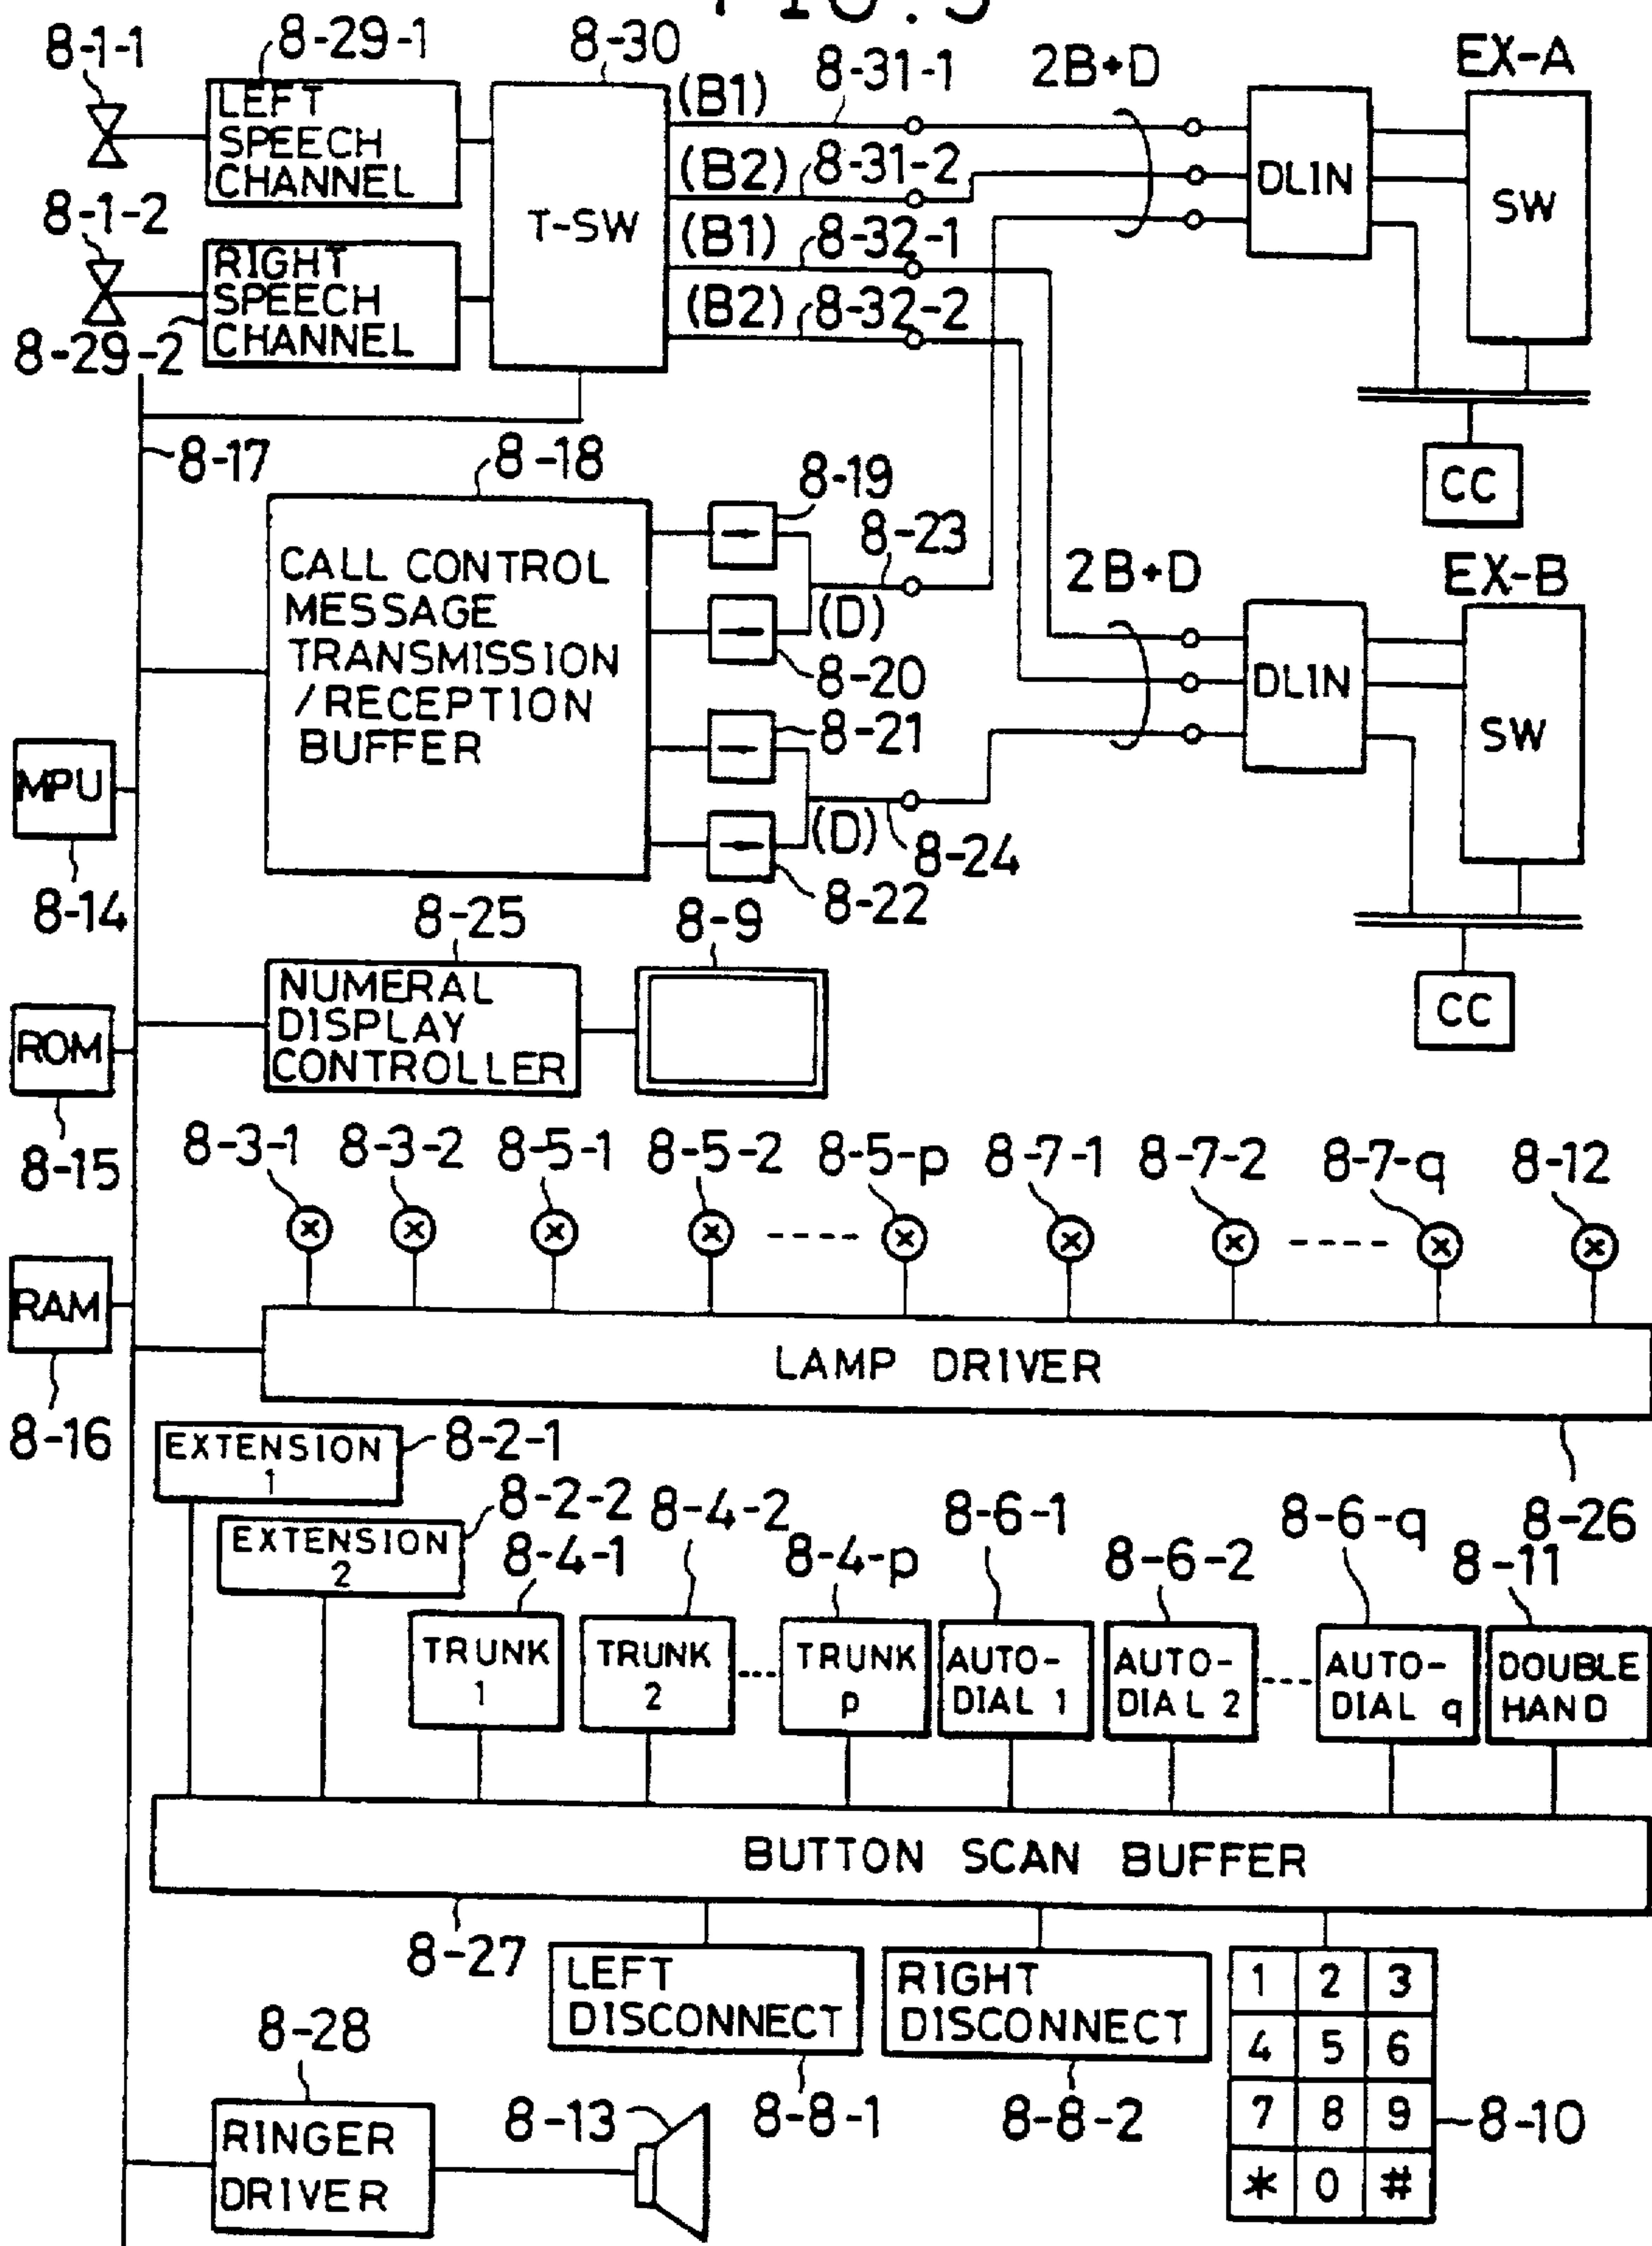 8-1-1
8-29-1
8-30
8-31-1
2B+D
EX-A
LEFT
SPEECH
CHANNEL
(B1)
(B2)
8-31-2
DLIN
SW
8-1-2
T-SW
(B1)
8-32-1
RIGHT
SPEECH
CHANNEL
(B2)
8-32-2
8-29-2
8-17
8-18
8-19
CC
CALL CONTROL
MESSAGE
TRANSMISSION
/RECEPTION
BUFFER
8-23
(D)
8-20
2B+D
EX-B
DLIN
SW
8-21
MPU
(D)
8-24
8-14
8-22
8-25
8-9
NUMERAL
DISPLAY
CONTROLLER
CC
ROM
8-15
8-3-1
8-3-2
8-5-1
8-5-2
8-5-p
8-7-1
8-7-2
8-7-q
8-12
RAM
8-16
LAMP DRIVER
8-26
EXTENSION
1
8-2-1
EXTENSION
2
8-2-2
8-4-1
8-4-2
8-4-p
8-6-1
8-6-2
8-6-q
8-11
TRUNK
1
TRUNK
2
TRUNK
p
AUTO-
DIAL 1
AUTO-
DIAL 2
AUTO-
DIAL q
DOUBLE
HAND
BUTTON SCAN BUFFER
8-27
LEFT
DISCONNECT
RIGHT
DISCONNECT
1 2 3
4 5 6
7 8 9
* 0 #
8-8-1
8-8-2
8-10
8-28
RINGER
DRIVER
8-13